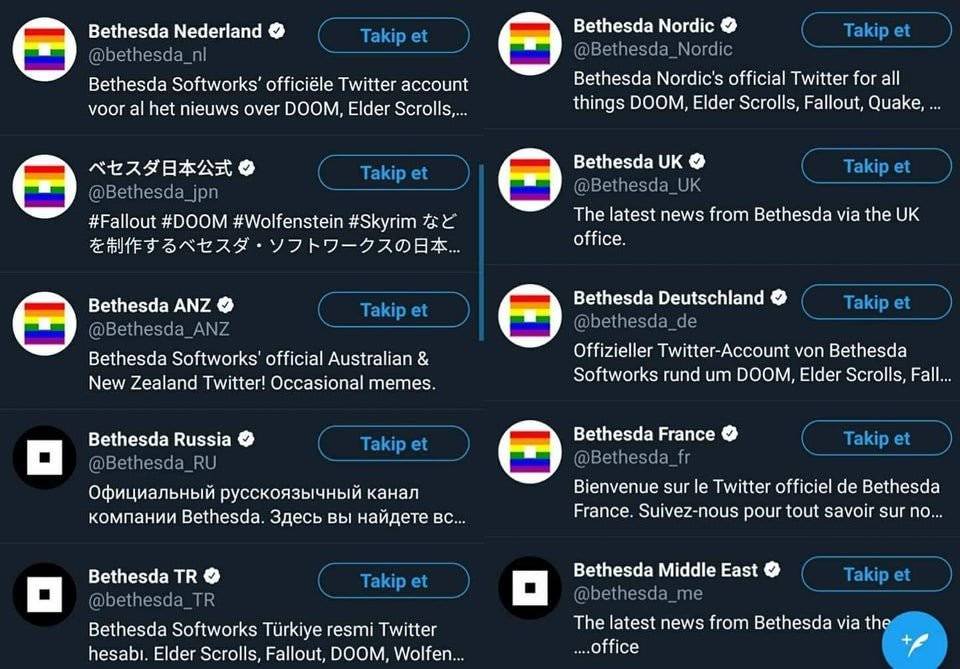 Bethesda Nederland
Takip et
@bethesda_nl
Bethesda Softworks’ officiële Twitter account
voor al het nieuws over DOOM, Elder Scrolls,...
ベセスダ日本公式
Takip et
@Bethesda_jpn
#Fallout #DOOM #Wolfenstein #Skyrim など
を制作するベセスダ・ソフトワークスの日本...
Bethesda ANZ
Takip et
@Bethesda_ANZ
Bethesda Softworks' official Australian &
New Zealand Twitter! Occasional memes.
Bethesda Russia
Takip et
@Bethesda_RU
Официальный русскоязычный канал
компании Bethesda. Здесь вы найдете вс...
Bethesda TR
Takip et
@bethesda_TR
Bethesda Softworks Türkiye resmi Twitter
hesabı. Elder Scrolls, Fallout, DOOM, Wolfen...
Bethesda Nordic
Takip et
@Bethesda_Nordic
Bethesda Nordic's official Twitter for all
things DOOM, Elder Scrolls, Fallout, Quake, ...
Bethesda UK
Takip et
@Bethesda_UK
The latest news from Bethesda via the UK
office.
Bethesda Deutschland
Takip et
@bethesda_de
Offizieller Twitter-Account von Bethesda
Softworks rund um DOOM, Elder Scrolls, Fall...
Bethesda France
Takip et
@Bethesda_fr
Bienvenue sur le Twitter officiel de Bethesda
France. Suivez-nous pour tout savoir sur no...
Bethesda Middle East
Takip et
@bethesda_me
The latest news from Bethesda via the
....office